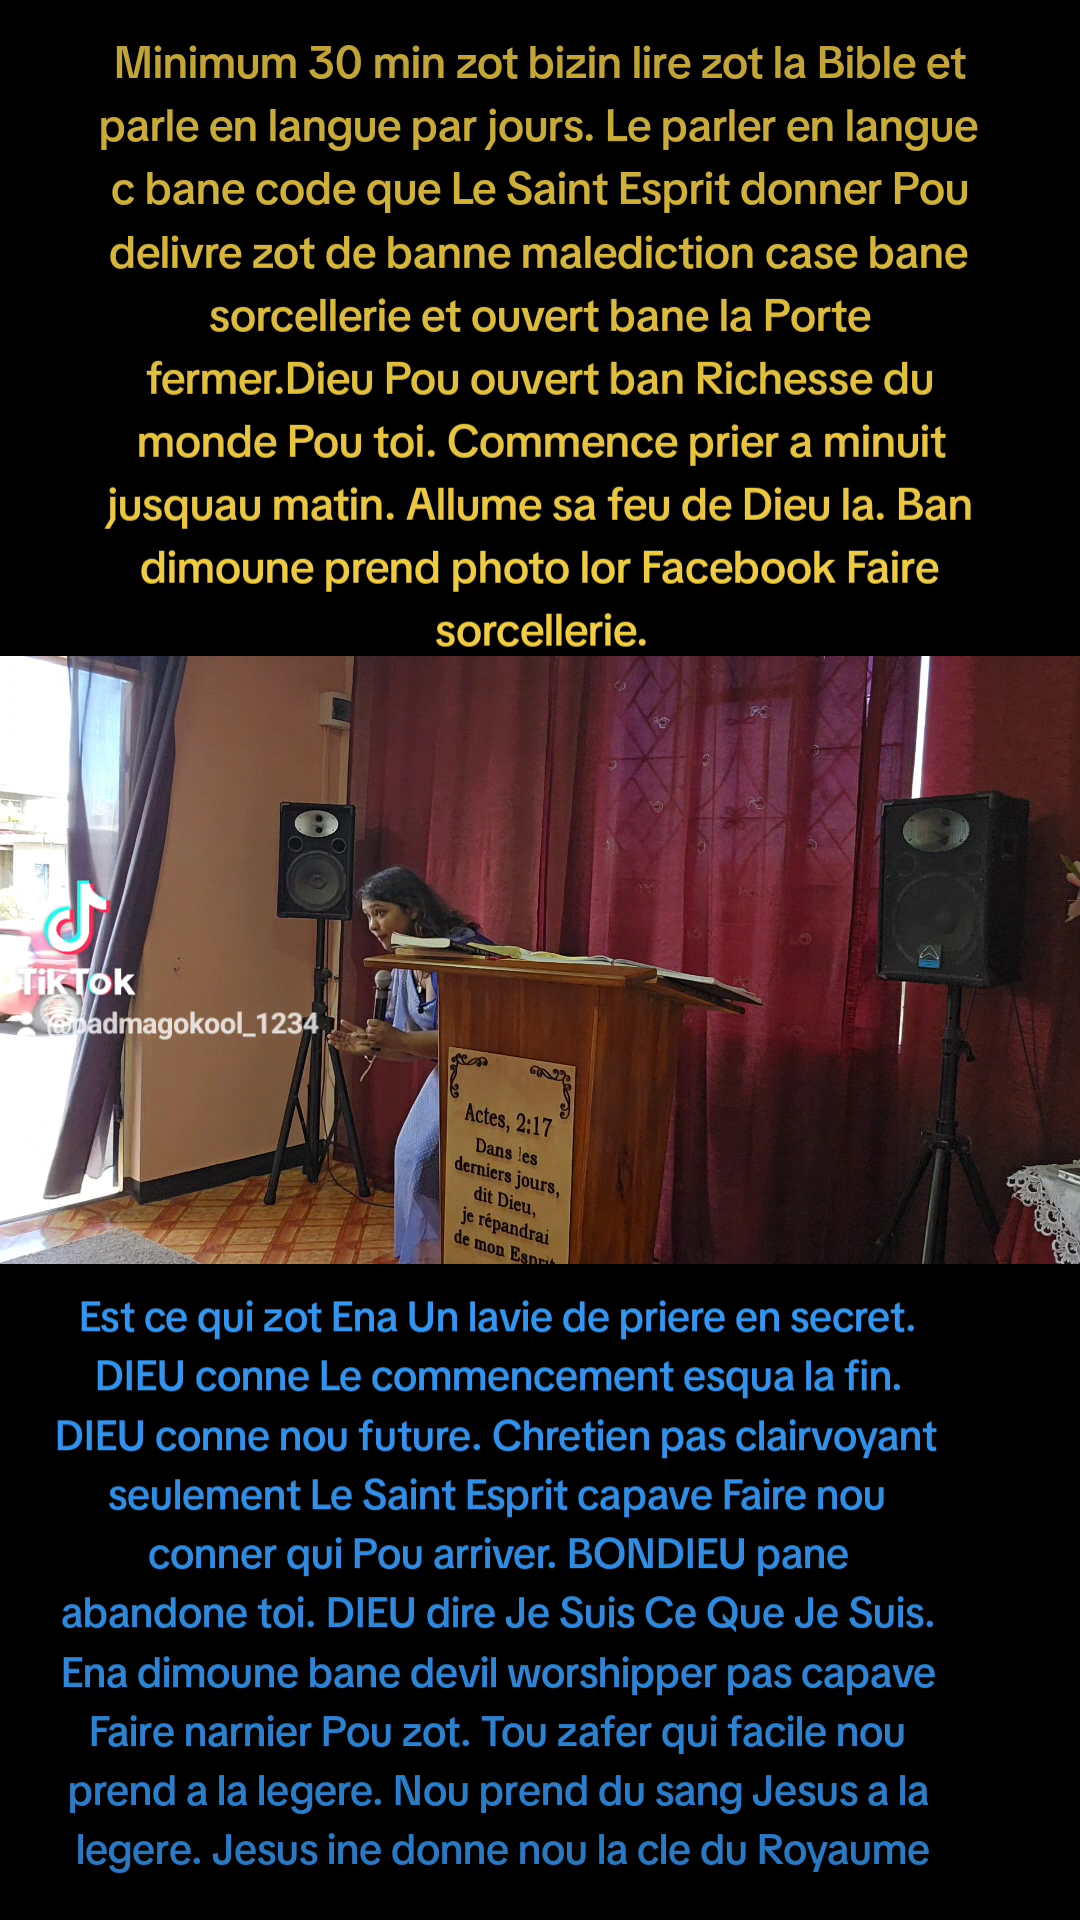 Minimum 30 min zot bizin lire zot la Bible et
parle en langue par jours. Le parler en langue
c bane code que Le Saint Esprit donner Pou
delivre zot de banne malediction case bane
sorcellerie et ouvert bane la Porte
fermer.Dieu Pou ouvert ban Richesse du
monde Pou toi. Commence prier a minuit
jusquau matin. Allume sa feu de Dieu la. Ban
dimoune prend photo lor Facebook Faire
sorcellerie.
TikTok
@padmagokool_1234
Actes, 2:17
Dans les
derniers jours,
dit Dieu,
je répandrai
de mon Esprit
Est ce qui zot Ena Un lavie de priere en secret.
DIEU conne Le commencement esqua la fin.
DIEU conne nou future. Chretien pas clairvoyant
seulement Le Saint Esprit capave Faire nou
conner qui Pou arriver. BONDIEU pane
abandone toi. DIEU dire Je Suis Ce Que Je Suis.
Ena dimoune bane devil worshipper pas capave
Faire narnier Pou zot. Tou zafer qui facile nou
prend a la legere. Nou prend du sang Jesus a la
legere. Jesus ine donne nou la cle du Royaume